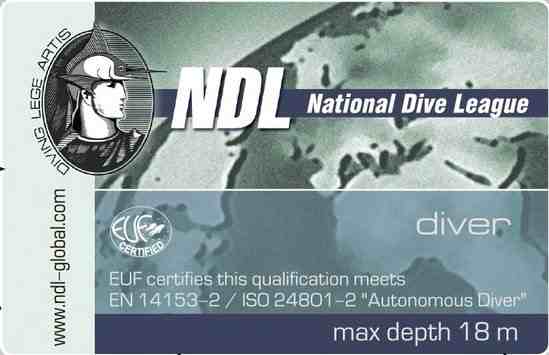 DIVING LEGE ARTIS
NDL National Dive League
www.ndl-global.com
EUF
CERTIFIED
diver
EUF certifies this qualification meets
EN 14153-2 / ISO 24801-2 "Autonomous Diver"
max depth 18 m